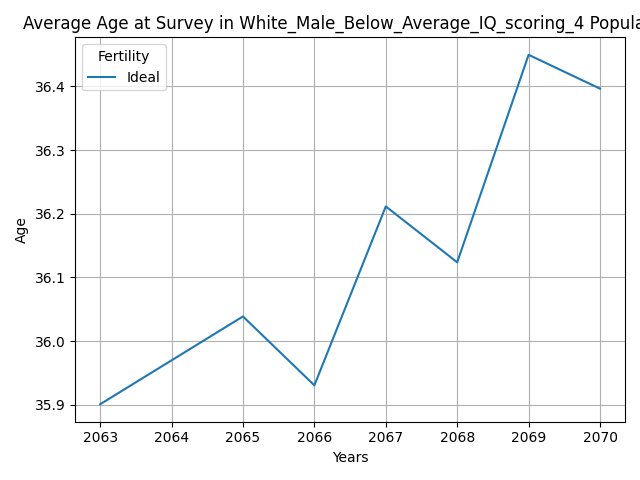 Average Age at Survey in White_Male_Below_Average_IQ_scoring_4 Popula
Fertility
Ideal
36.4
36.3
36.2
36.1
36.0
35.9
Age
2063 2064 2065 2066 2067 2068 2069 2070
Years